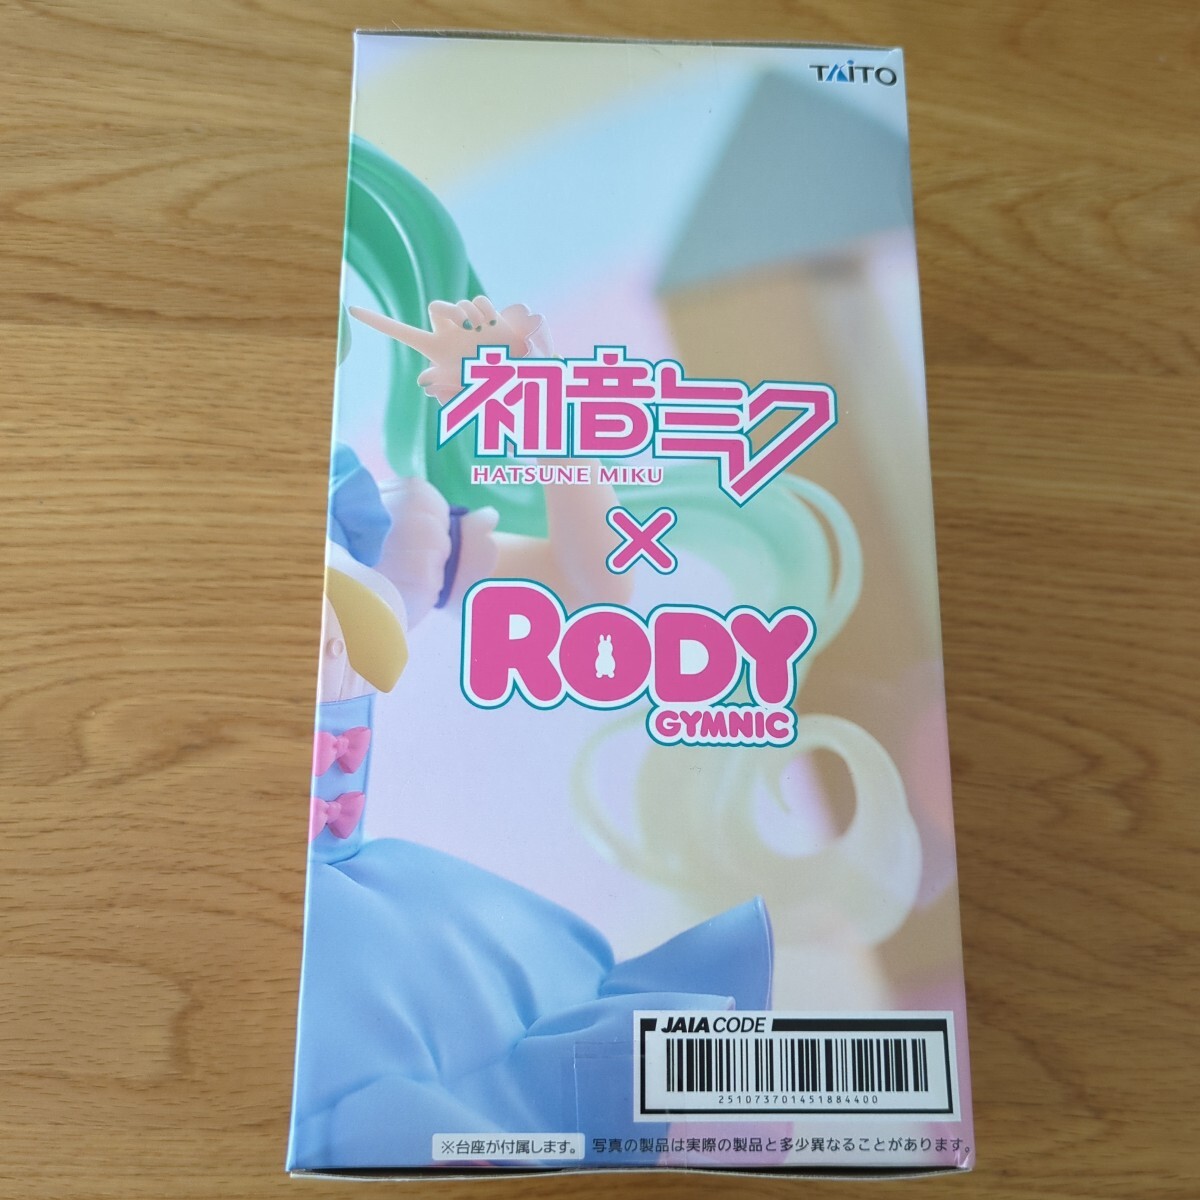 TAITO
初音ミク
HATSUNE MIKU
×
RODY
GYMNIC
JAIA CODE
251073701451884400
※台座が付属します。 写真の製品は実際の製品と多少異なることがあります。